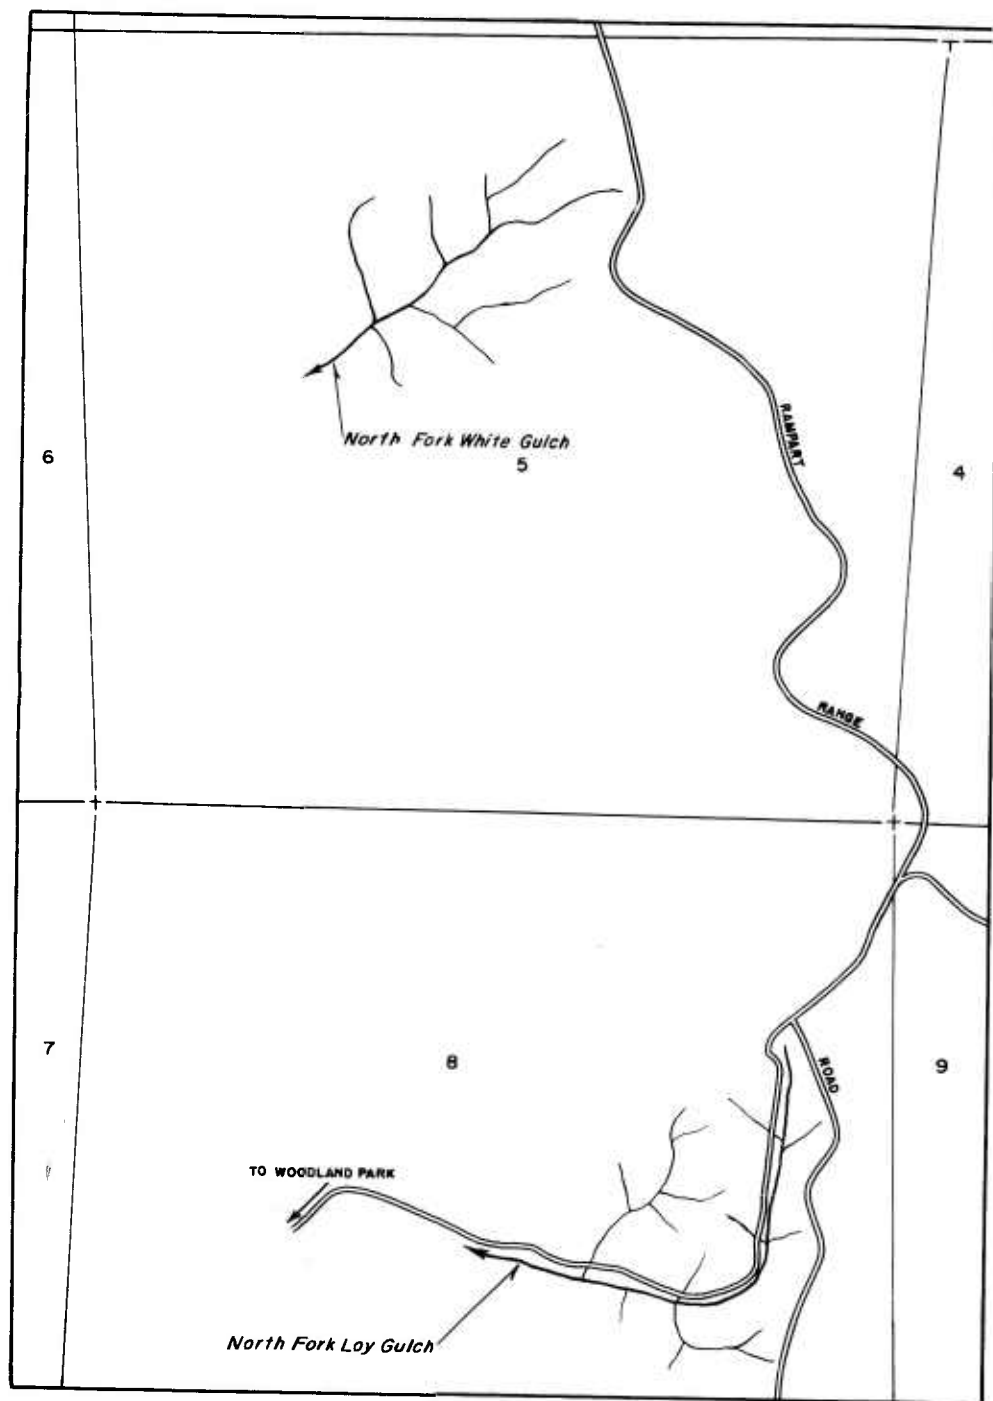 RAMPART
North Fork White Gulch
6
5
4
RANGE
7
8
9
ROAD
TO WOODLAND PARK
North Fork Loy Gulch